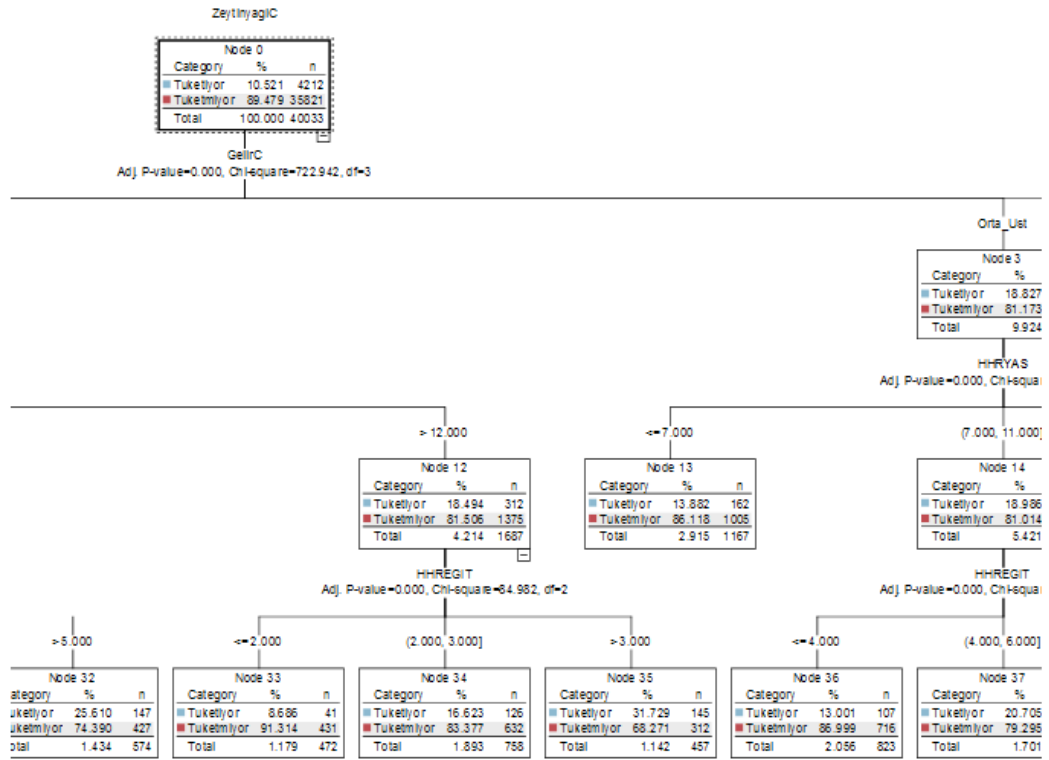 ZeytinyagiC
Node 0
Category % n
Tuketiyor 10.521 4212
Tuketmiyor 89.479 35821
Total 100.000 40033
GelirC
Adj. P-value=0.000, Chi-square=722.942, df=3
Orta_Ust
Node 3
Category %
Tuketiyor 18.827
Tuketmiyor 81.173
Total 9.924
HHRYAS
Adj. P-value=0.000, Chi-squar
> 12.000
<=7.000
(7.000, 11.000]
Node 12
Category % n
Tuketiyor 18.494 312
Tuketmiyor 81.506 1375
Total 4.214 1687
Node 13
Category % n
Tuketiyor 13.882 162
Tuketmiyor 86.118 1005
Total 2.915 1167
Node 14
Category %
Tuketiyor 18.986
Tuketmiyor 81.014
Total 5.421
HHREGIT
Adj. P-value=0.000, Chi-square=84.982, df=2
HHREGIT
Adj. P-value=0.000, Chi-squar
>5.000
<=2.000
(2.000, 3.000]
>3.000
<=4.000
(4.000, 6.000]
Node 32
ategory % n
uketiyor 25.610 147
uketmiyor 74.390 427
otal 1.434 574
Node 33
Category % n
Tuketiyor 8.686 41
Tuketmiyor 91.314 431
Total 1.179 472
Node 34
Category % n
Tuketiyor 16.623 126
Tuketmiyor 83.377 632
Total 1.893 758
Node 35
Category % n
Tuketiyor 31.729 145
Tuketmiyor 68.271 312
Total 1.142 457
Node 36
Category % n
Tuketiyor 13.001 107
Tuketmiyor 86.999 716
Total 2.056 823
Node 37
Category %
Tuketiyor 20.705
Tuketmiyor 79.295
Total 1.701